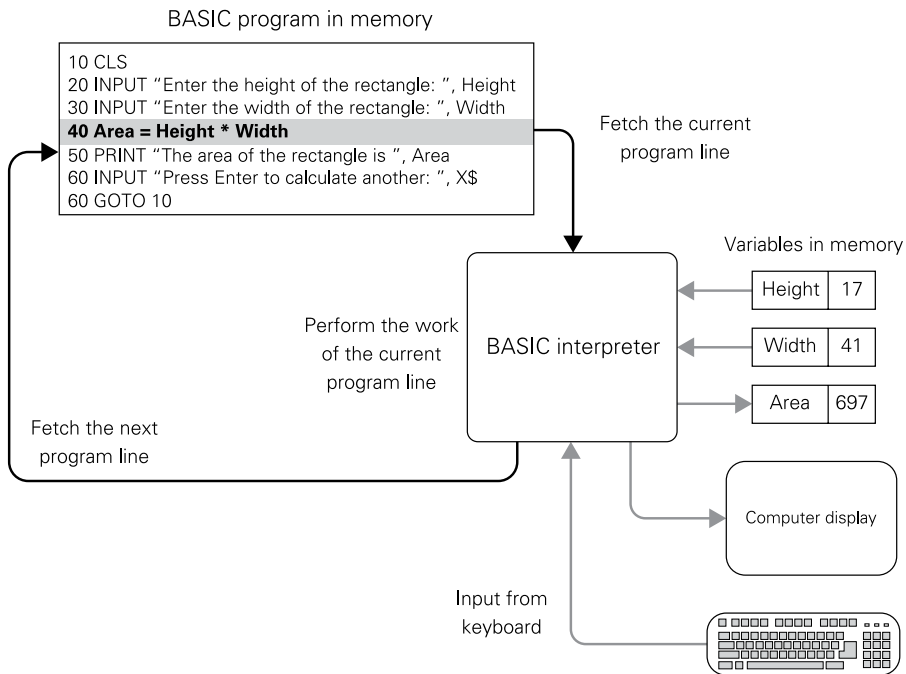 BASIC program in memory
10 CLS
20 INPUT “Enter the height of the rectangle: ”, Height
30 INPUT “Enter the width of the rectangle: ”, Width
40 Area = Height * Width
50 PRINT “The area of the rectangle is ”, Area
60 INPUT “Press Enter to calculate another: ”, X$
60 GOTO 10
Fetch the current
program line
Variables in memory
Height 17
Width 41
Area 697
Perform the work
of the current
program line
BASIC interpreter
Fetch the next
program line
Computer display
Input from
keyboard